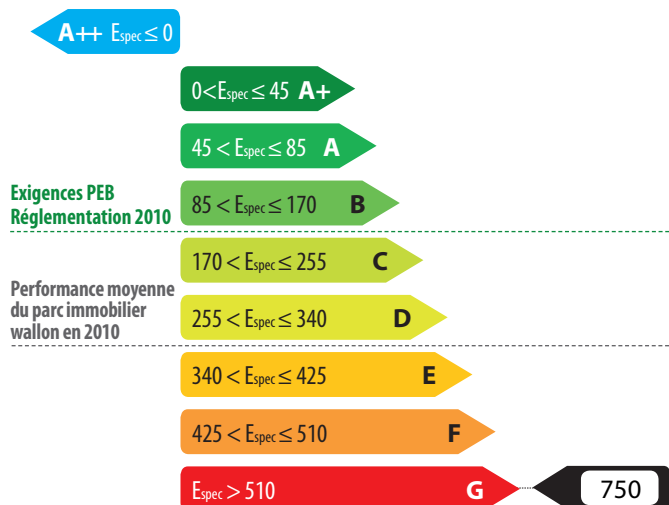 A++ Espec ≤ 0
0<Espec ≤ 45 A+
45 < Espec ≤ 85 A
Exigences PEB
Réglementation 2010
85 < Espec ≤ 170 B
170 < Espec ≤ 255 C
Performance moyenne
du parc immobilier
wallon en 2010
255 < Espec ≤ 340 D
340 < Espec ≤ 425 E
425 < Espec ≤ 510 F
Espec > 510 G 750